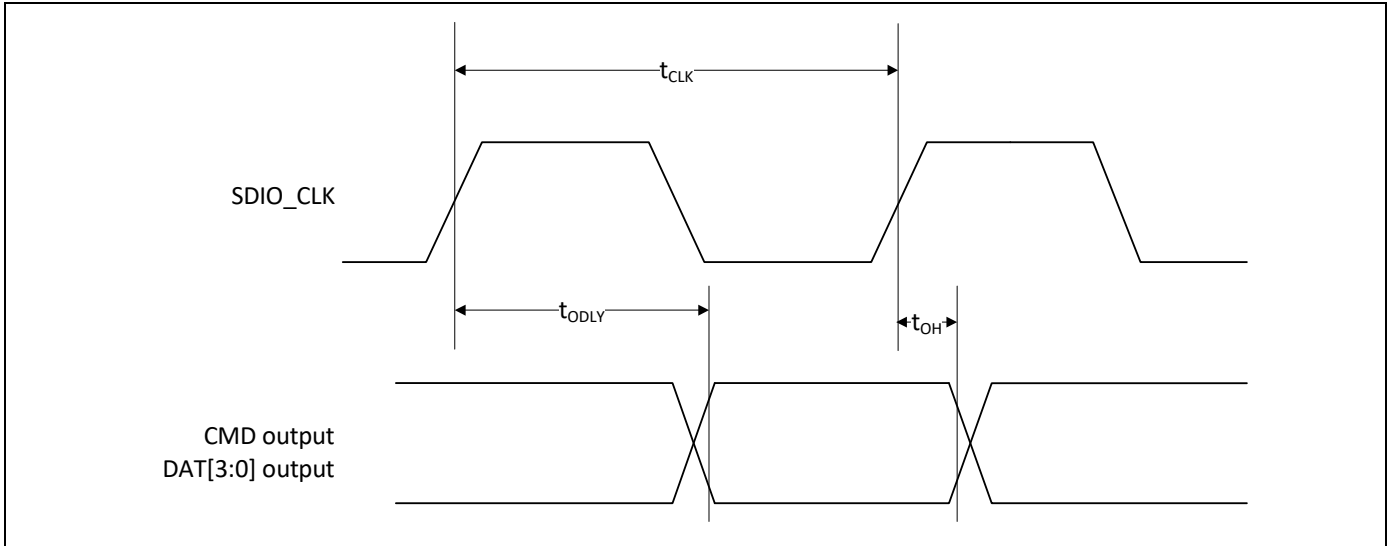 tCLK
SDIO_CLK
tODLY
tOH
CMD output
DAT[3:0] output